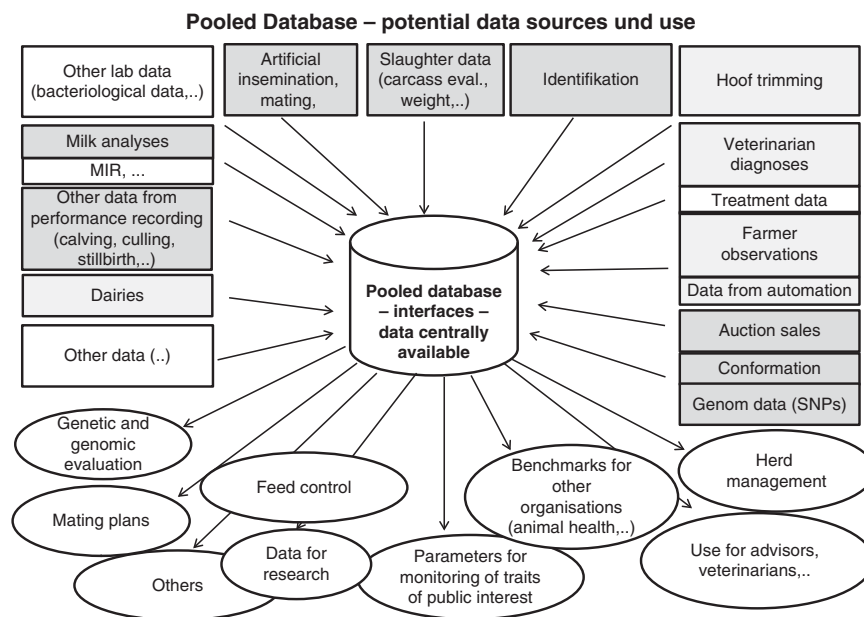 Pooled Database – potential data sources und use
Other lab data
(bacteriological data,..)
Artificial
insemination,
mating,
Slaughter data
(carcass eval.,
weight,..)
Identifikation
Hoof trimming
Milk analyses
MIR, ...
Other data from
performance recording
(calving, culling,
stillbirth,..)
Dairies
Other data (..)
Veterinarian
diagnoses
Treatment data
Farmer
observations
Data from automation
Auction sales
Conformation
Genom data (SNPs)
Pooled database
– interfaces –
data centrally
available
Genetic and
genomic
evaluation
Mating plans
Others
Feed control
Data for
research
Parameters for
monitoring of traits
of public interest
Benchmarks for
other
organisations
(animal health,..)
Herd
management
Use for advisors,
veterinarians,..